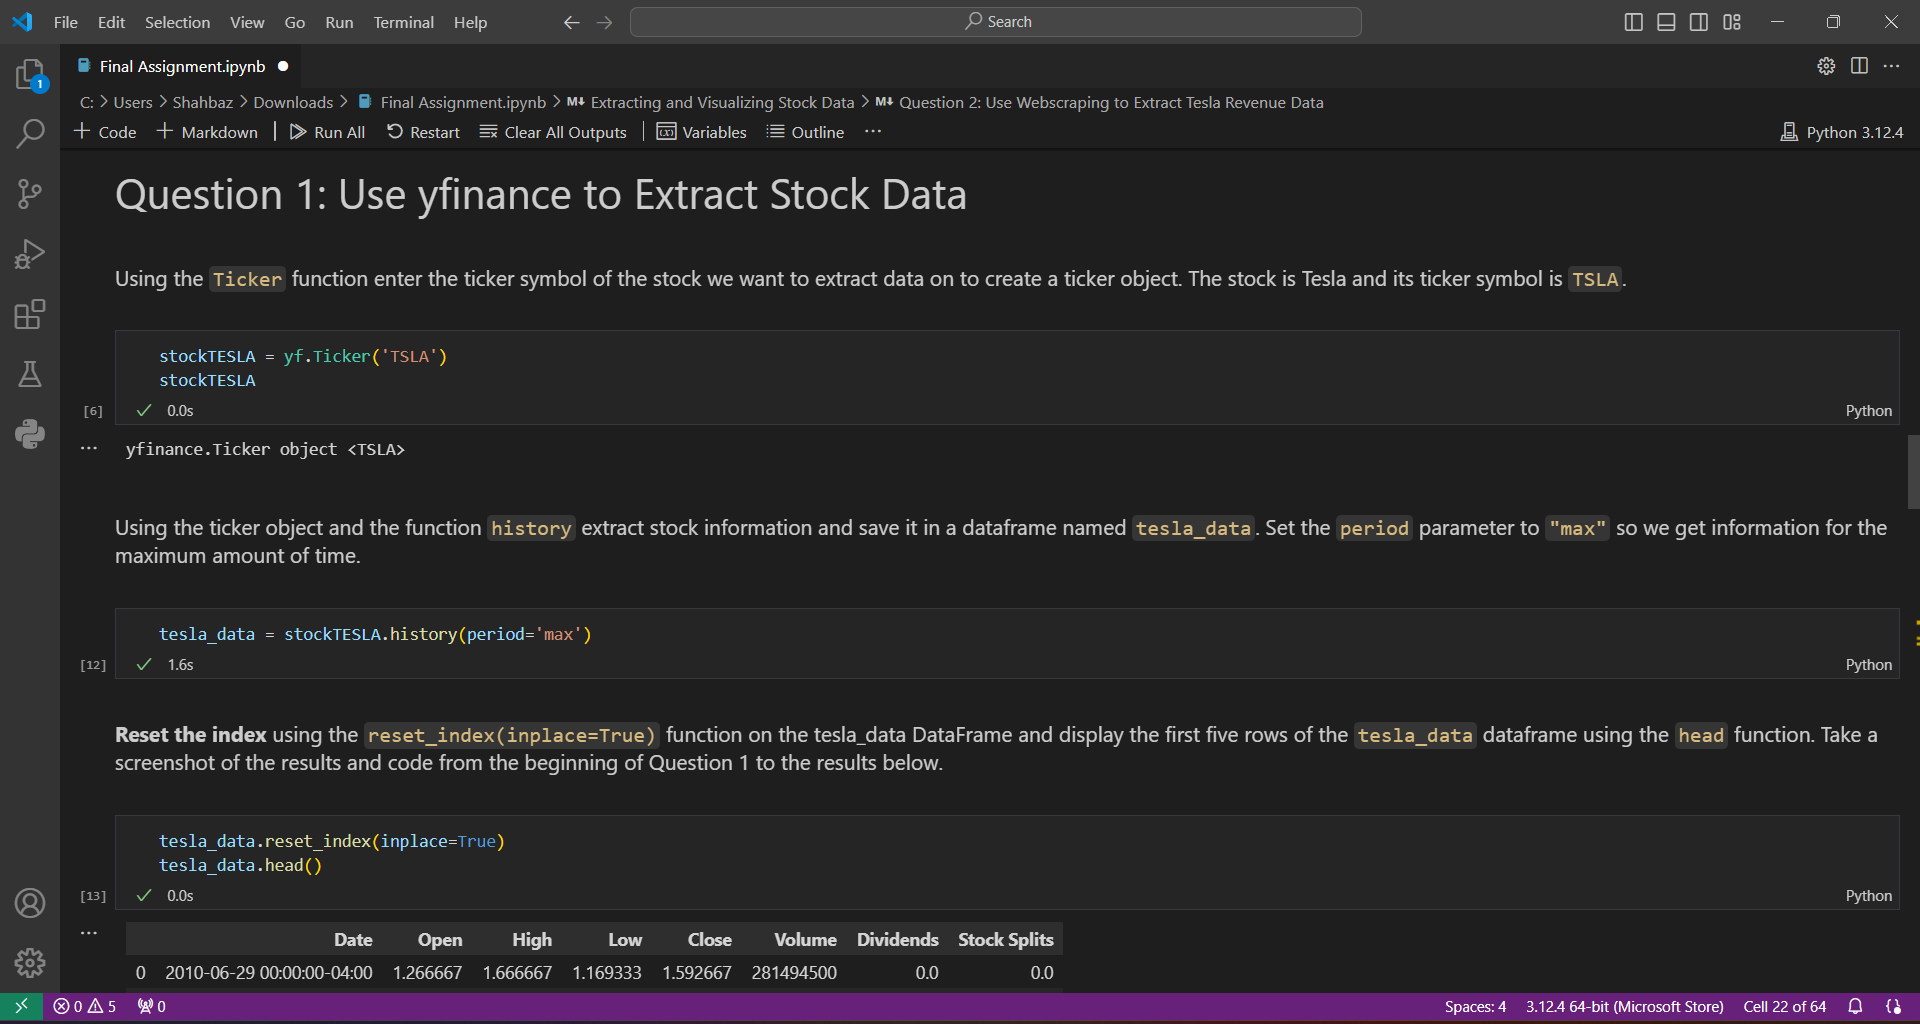 File Edit Selection View Go Run Terminal Help Search
Final Assignment.ipynb
1
C: > Users > Shahbaz > Downloads > Final Assignment.ipynb > M↓ Extracting and Visualizing Stock Data > M↓ Question 2: Use Webscraping to Extract Tesla Revenue Data
+ Code + Markdown | Run All Restart Clear All Outputs | Variables Outline ··· Python 3.12.4
Question 1: Use yfinance to Extract Stock Data
Using the Ticker function enter the ticker symbol of the stock we want to extract data on to create a ticker object. The stock is Tesla and its ticker symbol is TSLA.
stockTESLA = yf.Ticker('TSLA')
stockTESLA
[6] ✓ 0.0s Python
··· yfinance.Ticker object <TSLA>
Using the ticker object and the function history extract stock information and save it in a dataframe named tesla_data. Set the period parameter to "max" so we get information for the
maximum amount of time.
tesla_data = stockTESLA.history(period='max')
[12] ✓ 1.6s Python
Reset the index using the reset_index(inplace=True) function on the tesla_data DataFrame and display the first five rows of the tesla_data dataframe using the head function. Take a
screenshot of the results and code from the beginning of Question 1 to the results below.
tesla_data.reset_index(inplace=True)
tesla_data.head()
[13] ✓ 0.0s Python
···
Date Open High Low Close Volume Dividends Stock Splits
0 2010-06-29 00:00:00-04:00 1.266667 1.666667 1.169333 1.592667 281494500 0.0 0.0
0 5 0 Spaces: 4 3.12.4 64-bit (Microsoft Store) Cell 22 of 64